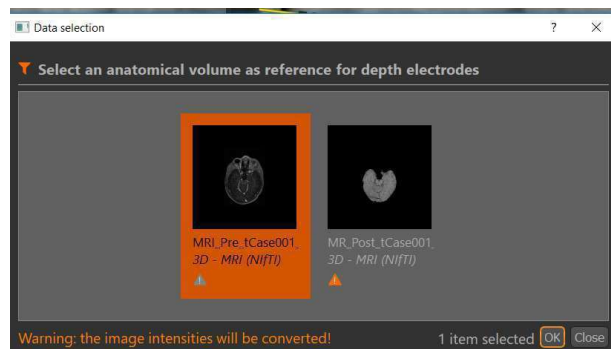 Data selection
?
Select an anatomical volume as reference for depth electrodes
MRI_Pre_tCase001_
3D - MRI (NIfTI)
MR_Post_tCase001_
3D - MRI (NIfTI)
Warning: the image intensities will be converted!
1 item selected OK Close